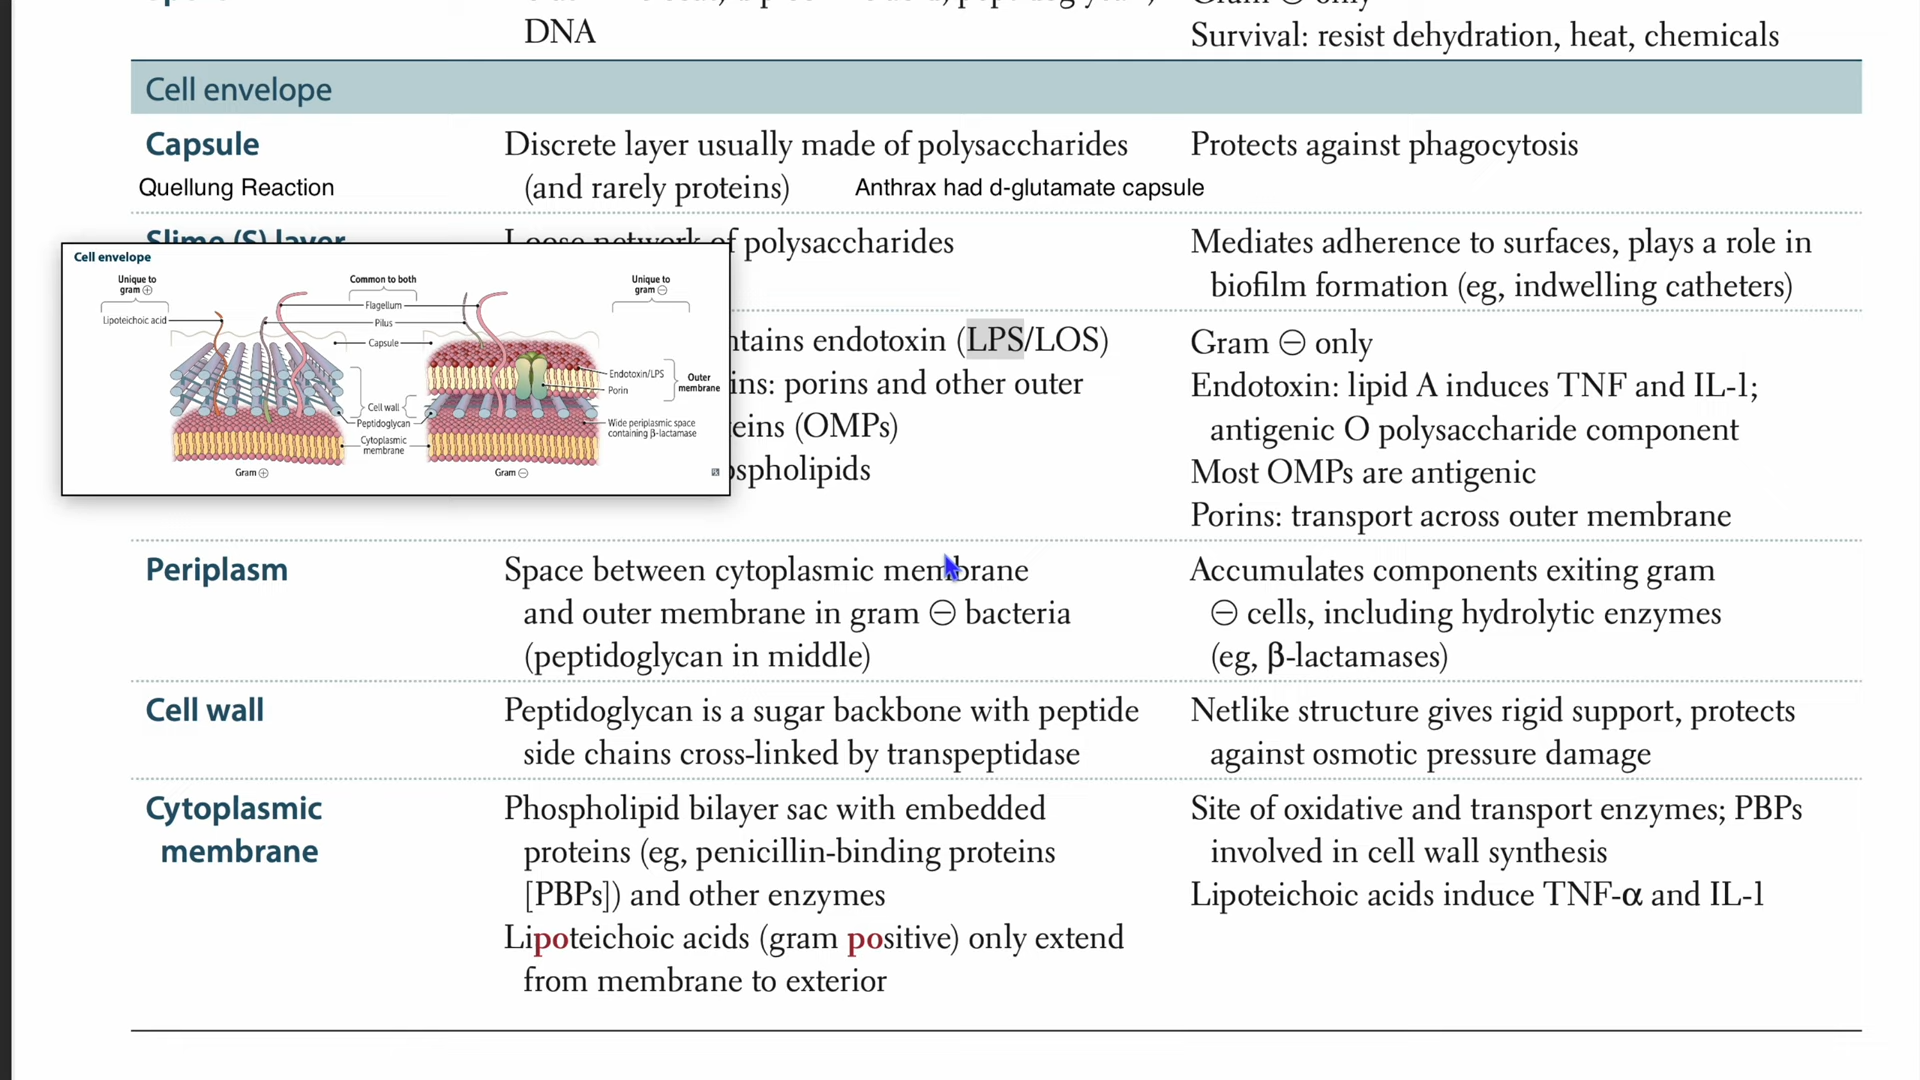 DNA
Gram ⊖ only
Survival: resist dehydration, heat, chemicals
Cell envelope
Capsule
Discrete layer usually made of polysaccharides
(and rarely proteins)
Protects against phagocytosis
Quellung Reaction
Anthrax had d-glutamate capsule
Slime (S) layer
Loose network of polysaccharides
Mediates adherence to surfaces, plays a role in
biofilm formation (eg, indwelling catheters)
Cell envelope
Unique to
gram ⊕
Common to both
Unique to
gram ⊖
Lipoteichoic acid
Flagellum
Pilus
Capsule
Endotoxin/LPS
Porin
Outer
membrane
Cell wall
Peptidoglycan
Cytoplasmic
membrane
Wide periplasmic space
containing β-lactamase
Gram ⊕
Gram ⊖
ntains endotoxin (LPS/LOS)
ins: porins and other outer
eins (OMPs)
spholipids
Gram ⊖ only
Endotoxin: lipid A induces TNF and IL-1;
antigenic O polysaccharide component
Most OMPs are antigenic
Porins: transport across outer membrane
Periplasm
Space between cytoplasmic membrane
and outer membrane in gram ⊖ bacteria
(peptidoglycan in middle)
Accumulates components exiting gram
⊖ cells, including hydrolytic enzymes
(eg, β-lactamases)
Cell wall
Peptidoglycan is a sugar backbone with peptide
side chains cross-linked by transpeptidase
Netlike structure gives rigid support, protects
against osmotic pressure damage
Cytoplasmic
membrane
Phospholipid bilayer sac with embedded
proteins (eg, penicillin-binding proteins
[PBPs]) and other enzymes
Lipoteichoic acids (gram positive) only extend
from membrane to exterior
Site of oxidative and transport enzymes; PBPs
involved in cell wall synthesis
Lipoteichoic acids induce TNF-α and IL-1